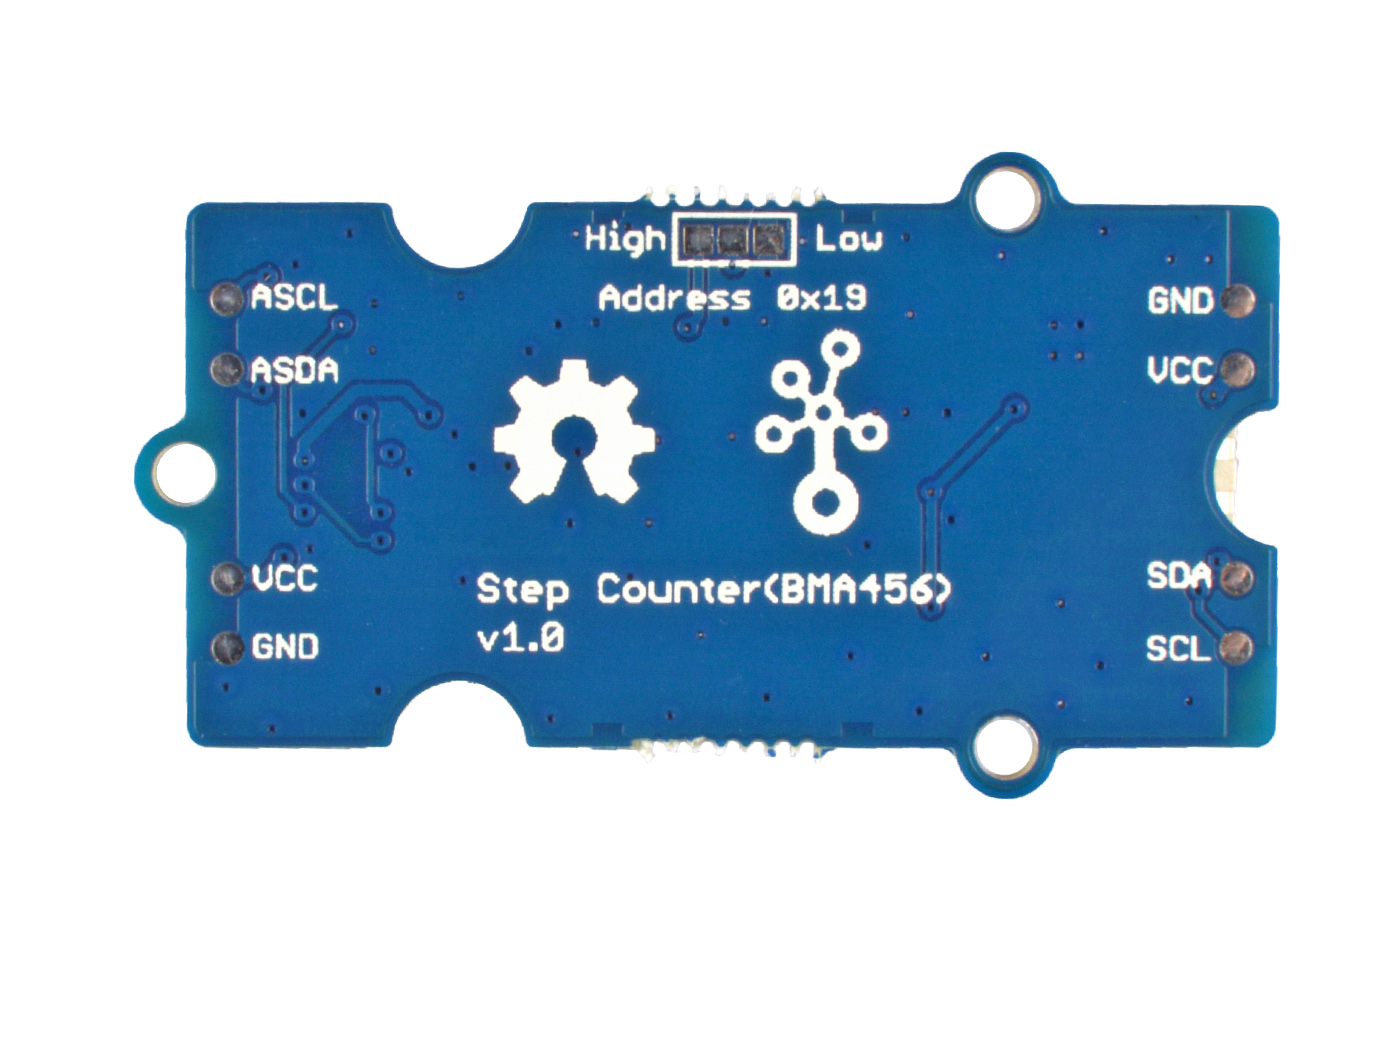 High Low
Address 0x19
ASCL
ASDA
VCC
GND
GND
VCC
SDA
SCL
Step Counter(BMA456)
v1.0